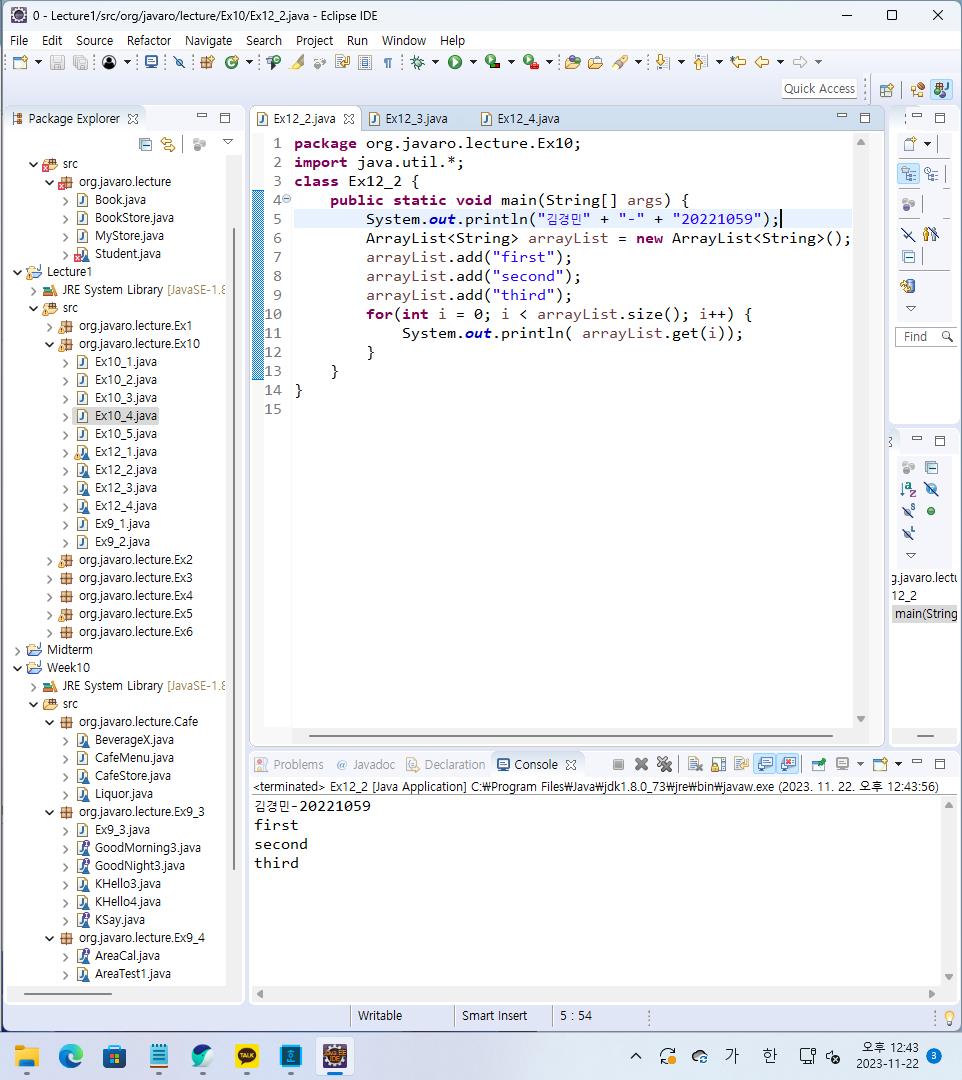 0 - Lecture1/src/org/javaro/lecture/Ex10/Ex12_2.java - Eclipse IDE
File Edit Source Refactor Navigate Search Project Run Window Help
Quick Access
Package Explorer
src
org.javaro.lecture
Book.java
BookStore.java
MyStore.java
Student.java
Lecture1
JRE System Library [JavaSE-1.8
src
org.javaro.lecture.Ex1
org.javaro.lecture.Ex10
Ex10_1.java
Ex10_2.java
Ex10_3.java
Ex10_4.java
Ex10_5.java
Ex12_1.java
Ex12_2.java
Ex12_3.java
Ex12_4.java
Ex9_1.java
Ex9_2.java
org.javaro.lecture.Ex2
org.javaro.lecture.Ex3
org.javaro.lecture.Ex4
org.javaro.lecture.Ex5
org.javaro.lecture.Ex6
Midterm
Week10
JRE System Library [JavaSE-1.8
src
org.javaro.lecture.Cafe
BeverageX.java
CafeMenu.java
CafeStore.java
Liquor.java
org.javaro.lecture.Ex9_3
Ex9_3.java
GoodMorning3.java
GoodNight3.java
KHello3.java
KHello4.java
KSay.java
org.javaro.lecture.Ex9_4
AreaCal.java
AreaTest1.java
Ex12_2.java Ex12_3.java Ex12_4.java
1 package org.javaro.lecture.Ex10;
2 import java.util.*;
3 class Ex12_2 {
4 public static void main(String[] args) {
5 System.out.println("김경민" + "-" + "20221059");
6 ArrayList<String> arrayList = new ArrayList<String>();
7 arrayList.add("first");
8 arrayList.add("second");
9 arrayList.add("third");
10 for(int i = 0; i < arrayList.size(); i++) {
11 System.out.println( arrayList.get(i));
12 }
13 }
14 }
15
Find
g.javaro.lectu
12_2
main(String
Problems @ Javadoc Declaration Console
<terminated> Ex12_2 [Java Application] C:￦Program Files￦Java￦jdk1.8.0_73￦jre￦bin￦javaw.exe (2023. 11. 22. 오후 12:43:56)
김경민-20221059
first
second
third
Writable Smart Insert 5 : 54
TALK
가 한
오후 12:43
2023-11-22
3